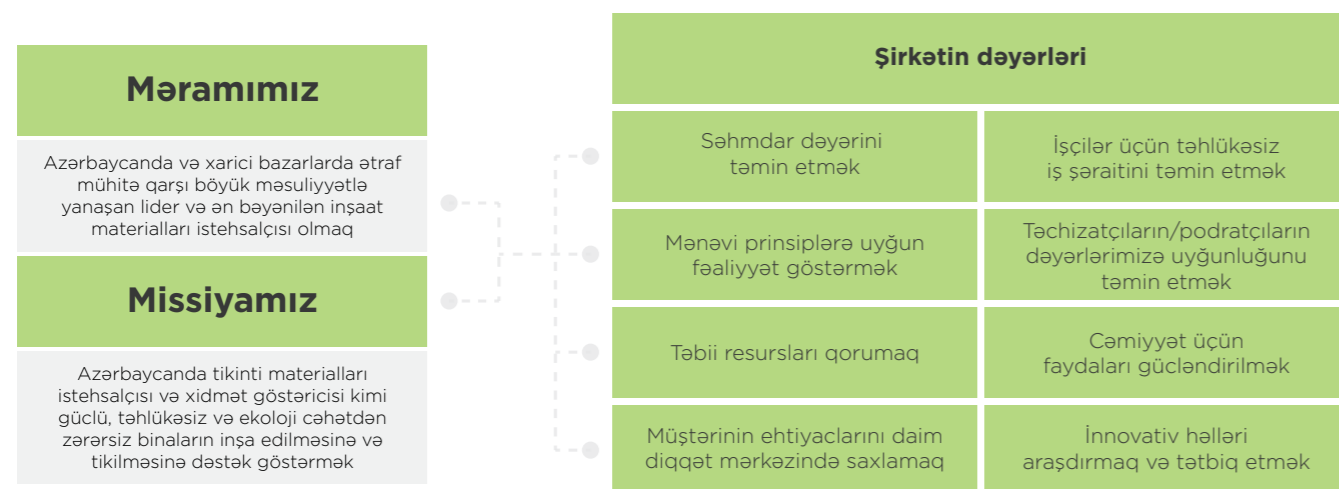 Məramımız
Azərbaycanda və xarici bazarlarda ətraf
mühitə qarşı böyük məsuliyyətlə
yanaşan lider və ən bəyənilən inşaat
materialları istehsalçısı olmaq
Missiyamız
Azərbaycanda tikinti materialları
istehsalçısı və xidmət göstəricisi kimi
güclü, təhlükəsiz və ekoloji cəhətdən
zərərsiz binaların inşa edilməsinə və
tikilməsinə dəstək göstərmək
Şirkətin dəyərləri
Səhmdar dəyərini
təmin etmək
İşçilər üçün təhlükəsiz
iş şəraitini təmin etmək
Mənəvi prinsiplərə uyğun
fəaliyyət göstərmək
Təchizatçıların/podratçıların
dəyərlərimizə uyğunluğunu
təmin etmək
Təbii resursları qorumaq
Cəmiyyət üçün
faydaları gücləndirilmək
Müştərinin ehtiyaclarını daim
diqqət mərkəzində saxlamaq
İnnovativ həlləri
araşdırmaq və tətbiq etmək